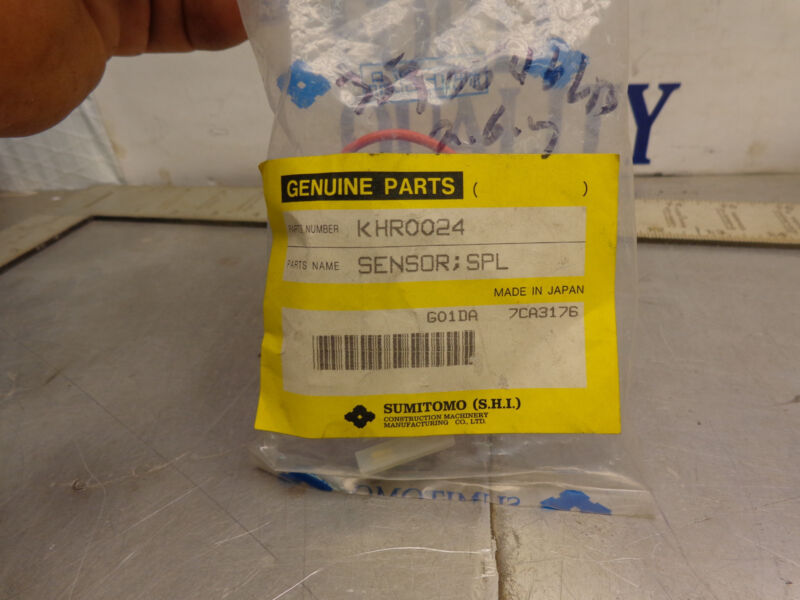 QUALITY
GENUINE PARTS ( )
PARTS NUMBER KHR0024
PARTS NAME SENSOR;SPL
MADE IN JAPAN
G01DA 7CA3176
SUMITOMO (S.H.I.)
CONSTRUCTION MACHINERY
MANUFACTURING CO., LTD.